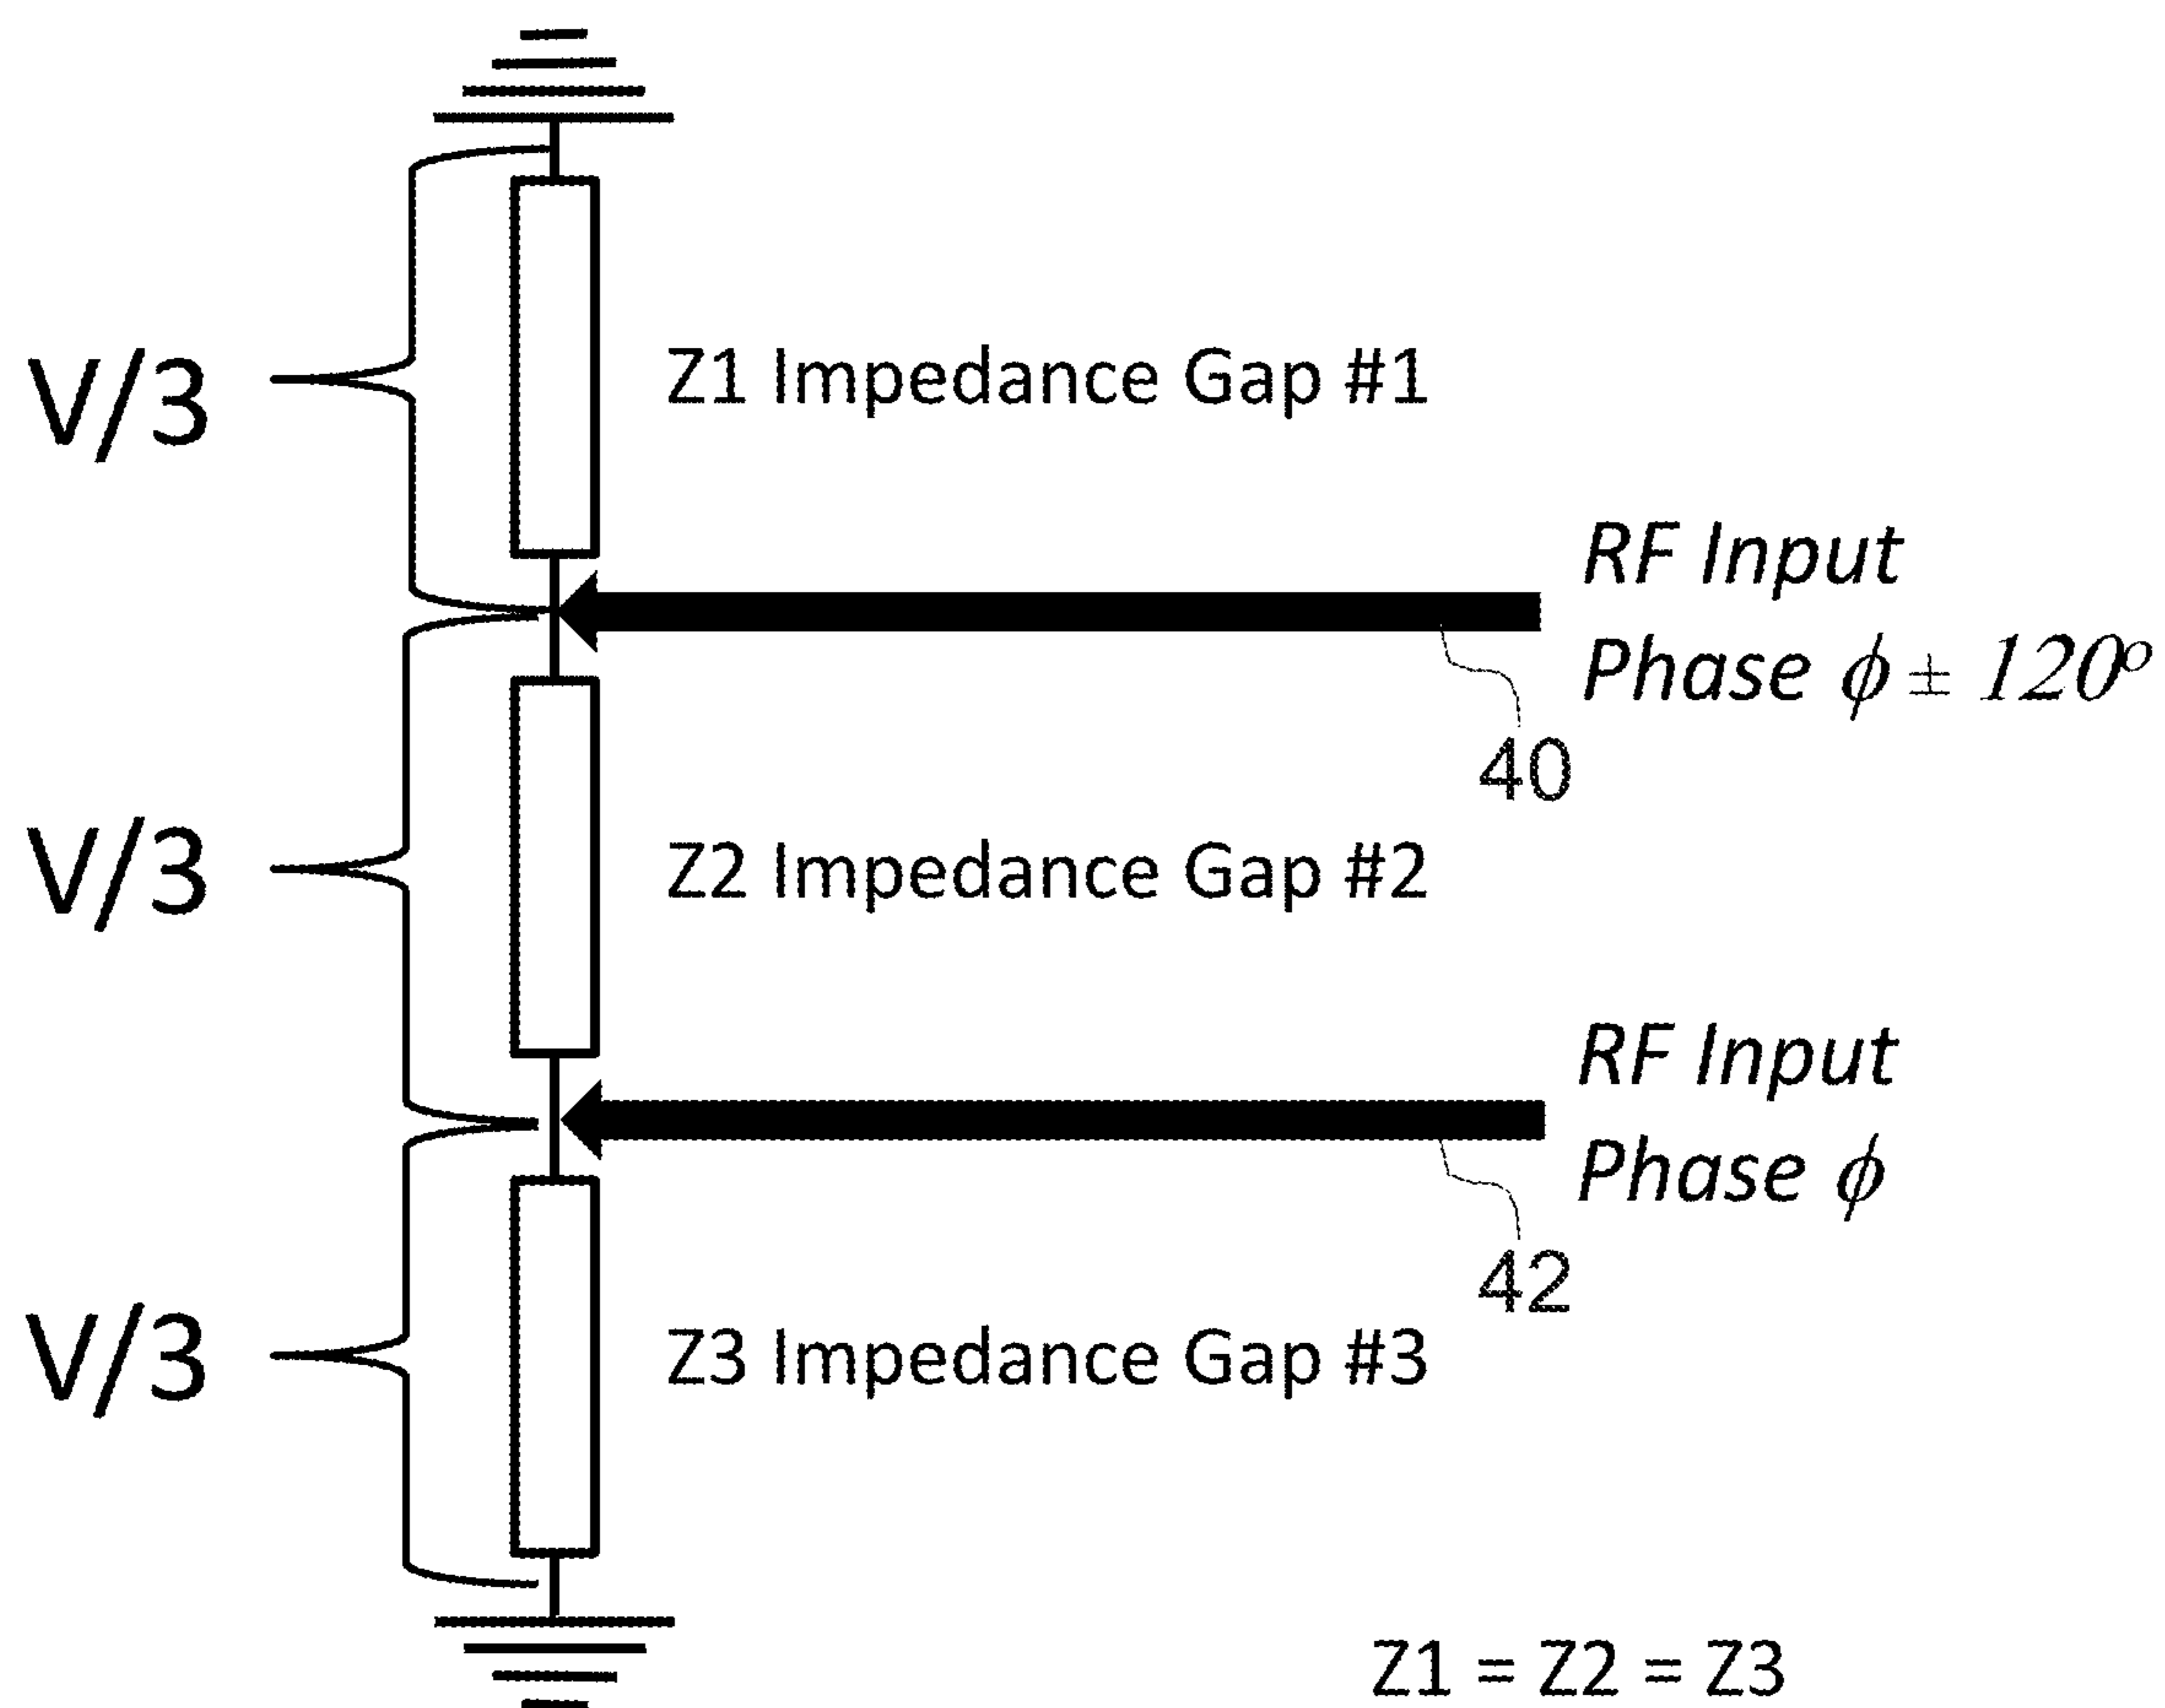 V/3
Z1 Impedance Gap #1
RF Input
Phase ϕ ± 120º
40
V/3
Z2 Impedance Gap #2
RF Input
Phase ϕ
42
V/3
Z3 Impedance Gap #3
Z1 = Z2 = Z3